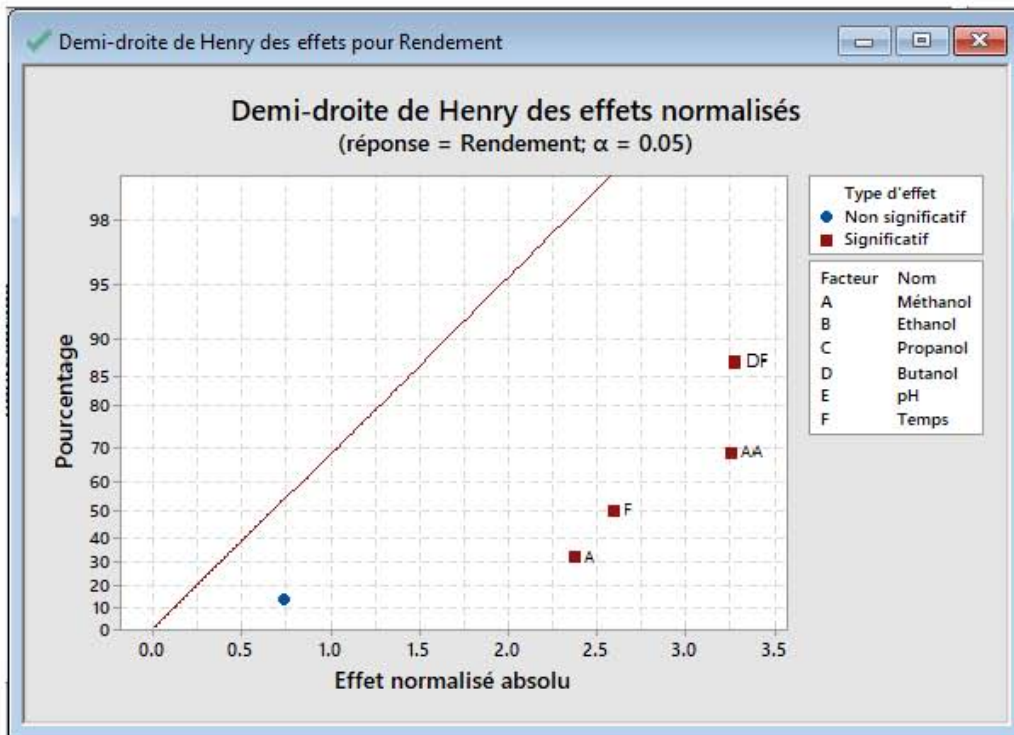 Demi-droite de Henry des effets pour Rendement
Demi-droite de Henry des effets normalisés
(réponse = Rendement; α = 0.05)
Type d'effet
Non significatif
Significatif
Facteur Nom
A Méthanol
B Ethanol
C Propanol
D Butanol
E pH
F Temps
Pourcentage
98
95
90
85
80
70
60
50
40
30
20
10
0
DF
AA
F
A
0.0 0.5 1.0 1.5 2.0 2.5 3.0 3.5
Effet normalisé absolu